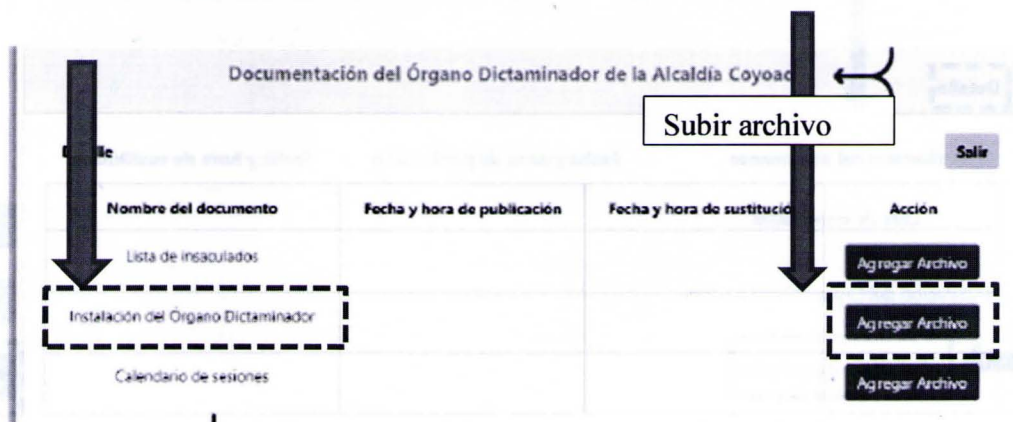 Documentación del Órgano Dictaminador de la Alcaldía Coyoac
Subir archivo
Salir
Nombre del documento Fecha y hora de publicación Fecha y hora de sustitució Acción
Lista de insaculados Agregar Archivo
Instalación del Órgano Dictaminador Agregar Archivo
Calendario de sesiones Agregar Archivo